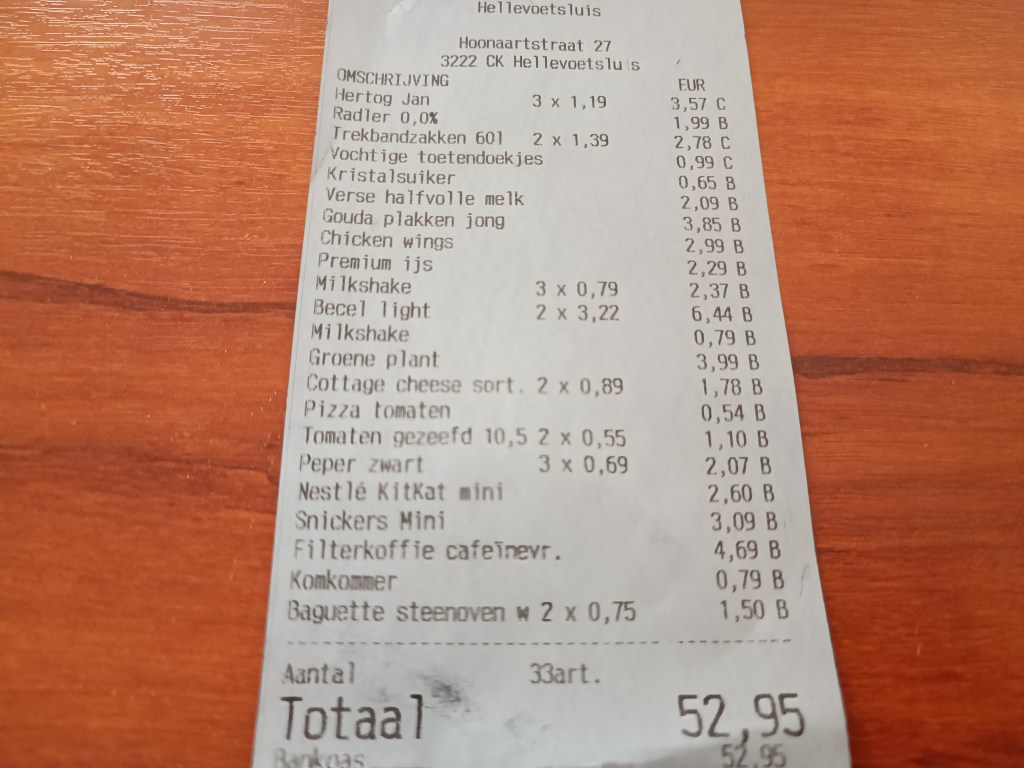 Hellevoetsluis
Hoonaartstraat 27
3222 CK Hellevoetsluis
OMSCHRIJVING EUR
Hertog Jan 3 x 1,19 3,57 C
Radler 0,0% 1,99 B
Trekbandzakken 60l 2 x 1,39 2,78 C
Vochtige toetendoekjes 0,99 C
Kristalsuiker 0,65 B
Verse halfvolle melk 2,09 B
Gouda plakken jong 3,85 B
Chicken wings 2,99 B
Premium ijs 2,29 B
Milkshake 3 x 0,79 2,37 B
Becel light 2 x 3,22 6,44 B
Milkshake 0,79 B
Groene plant 3,99 B
Cottage cheese sort. 2 x 0,89 1,78 B
Pizza tomaten 0,54 B
Tomaten gezeefd 10,5 2 x 0,55 1,10 B
Peper zwart 3 x 0,69 2,07 B
Nestlé KitKat mini 2,60 B
Snickers Mini 3,09 B
Filterkoffie cafeïnevr. 4,69 B
Komkommer 0,79 B
Baguette steenoven w 2 x 0,75 1,50 B
Aantal 33art.
Totaal 52,95
Bankpas 52,95